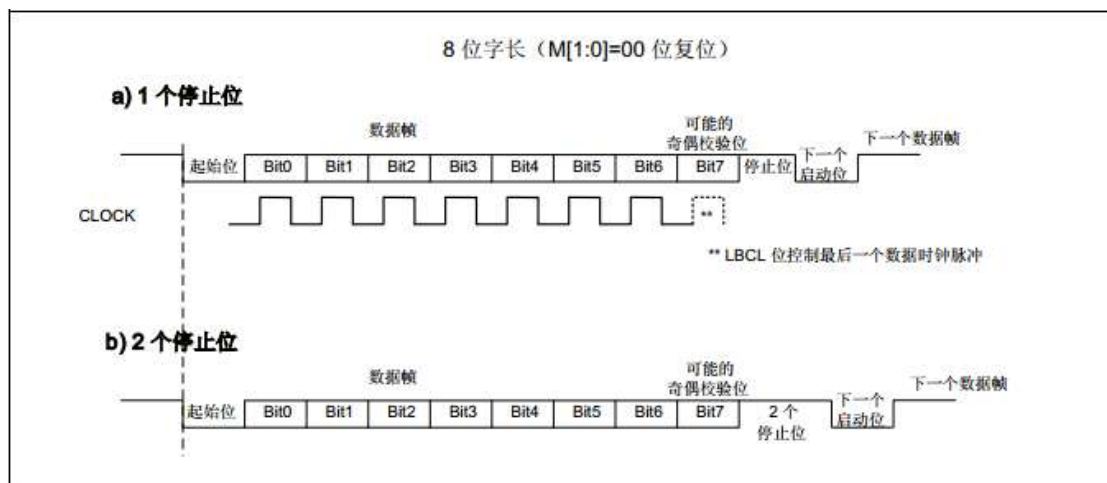 8 位字长（M[1:0]=00 位复位）
a) 1 个停止位
数据帧
可能的
奇偶校验位
下一个数据帧
起始位 Bit0 Bit1 Bit2 Bit3 Bit4 Bit5 Bit6 Bit7 停止位 下一个
启动位
CLOCK
**
** LBCL 位控制最后一个数据时钟脉冲
b) 2 个停止位
数据帧
可能的
奇偶校验位
下一个数据帧
起始位 Bit0 Bit1 Bit2 Bit3 Bit4 Bit5 Bit6 Bit7 2 个
停止位
下一个
启动位